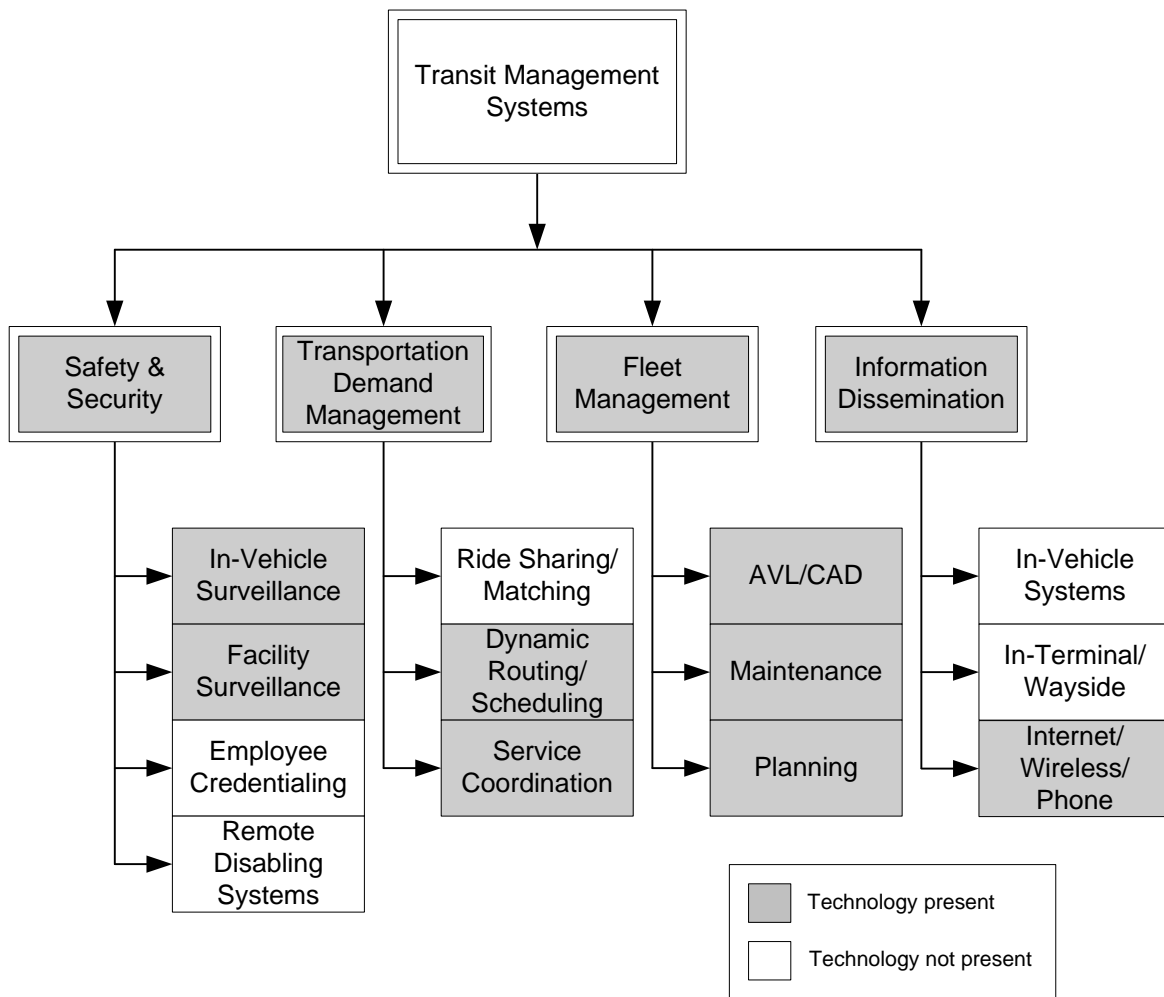 Transit Management
Systems
Safety &
Security
Transportation
Demand
Management
Fleet
Management
Information
Dissemination
In-Vehicle
Surveillance
Facility
Surveillance
Employee
Credentialing
Remote
Disabling
Systems
Ride Sharing/
Matching
Dynamic
Routing/
Scheduling
Service
Coordination
AVL/CAD
Maintenance
Planning
In-Vehicle
Systems
In-Terminal/
Wayside
Internet/
Wireless/
Phone
Technology present
Technology not present